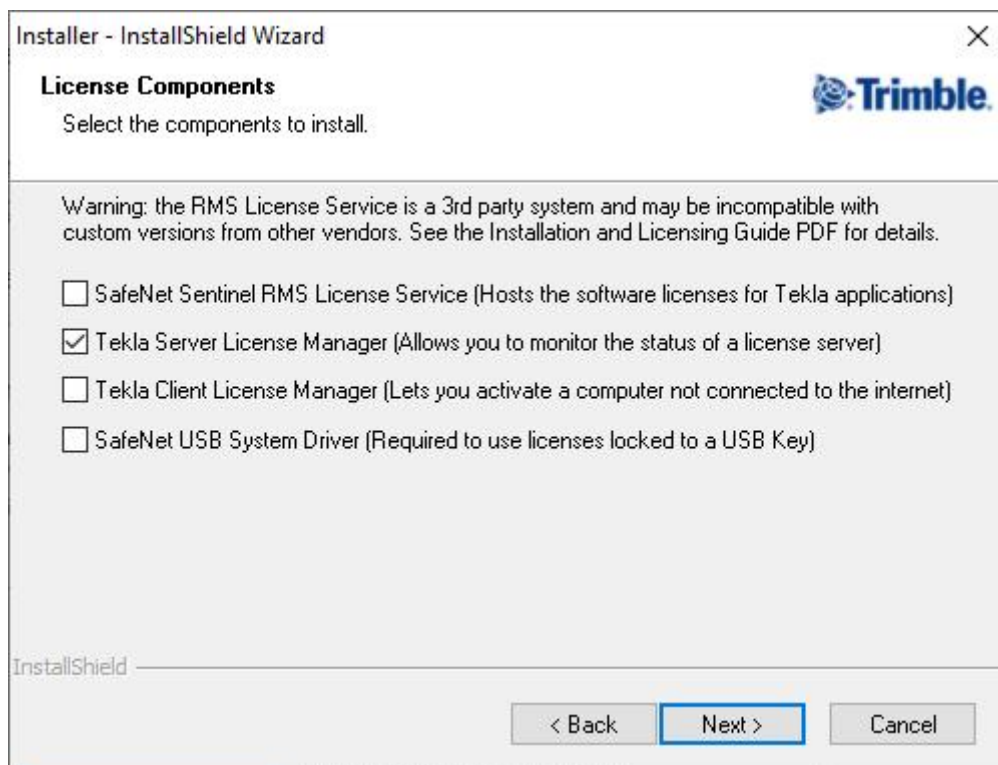 Installer - InstallShield Wizard
License Components
Select the components to install.
Trimble.
Warning: the RMS License Service is a 3rd party system and may be incompatible with
custom versions from other vendors. See the Installation and Licensing Guide PDF for details.
SafeNet Sentinel RMS License Service (Hosts the software licenses for Tekla applications)
Tekla Server License Manager (Allows you to monitor the status of a license server)
Tekla Client License Manager (Lets you activate a computer not connected to the internet)
SafeNet USB System Driver (Required to use licenses locked to a USB Key)
InstallShield
< Back
Next >
Cancel